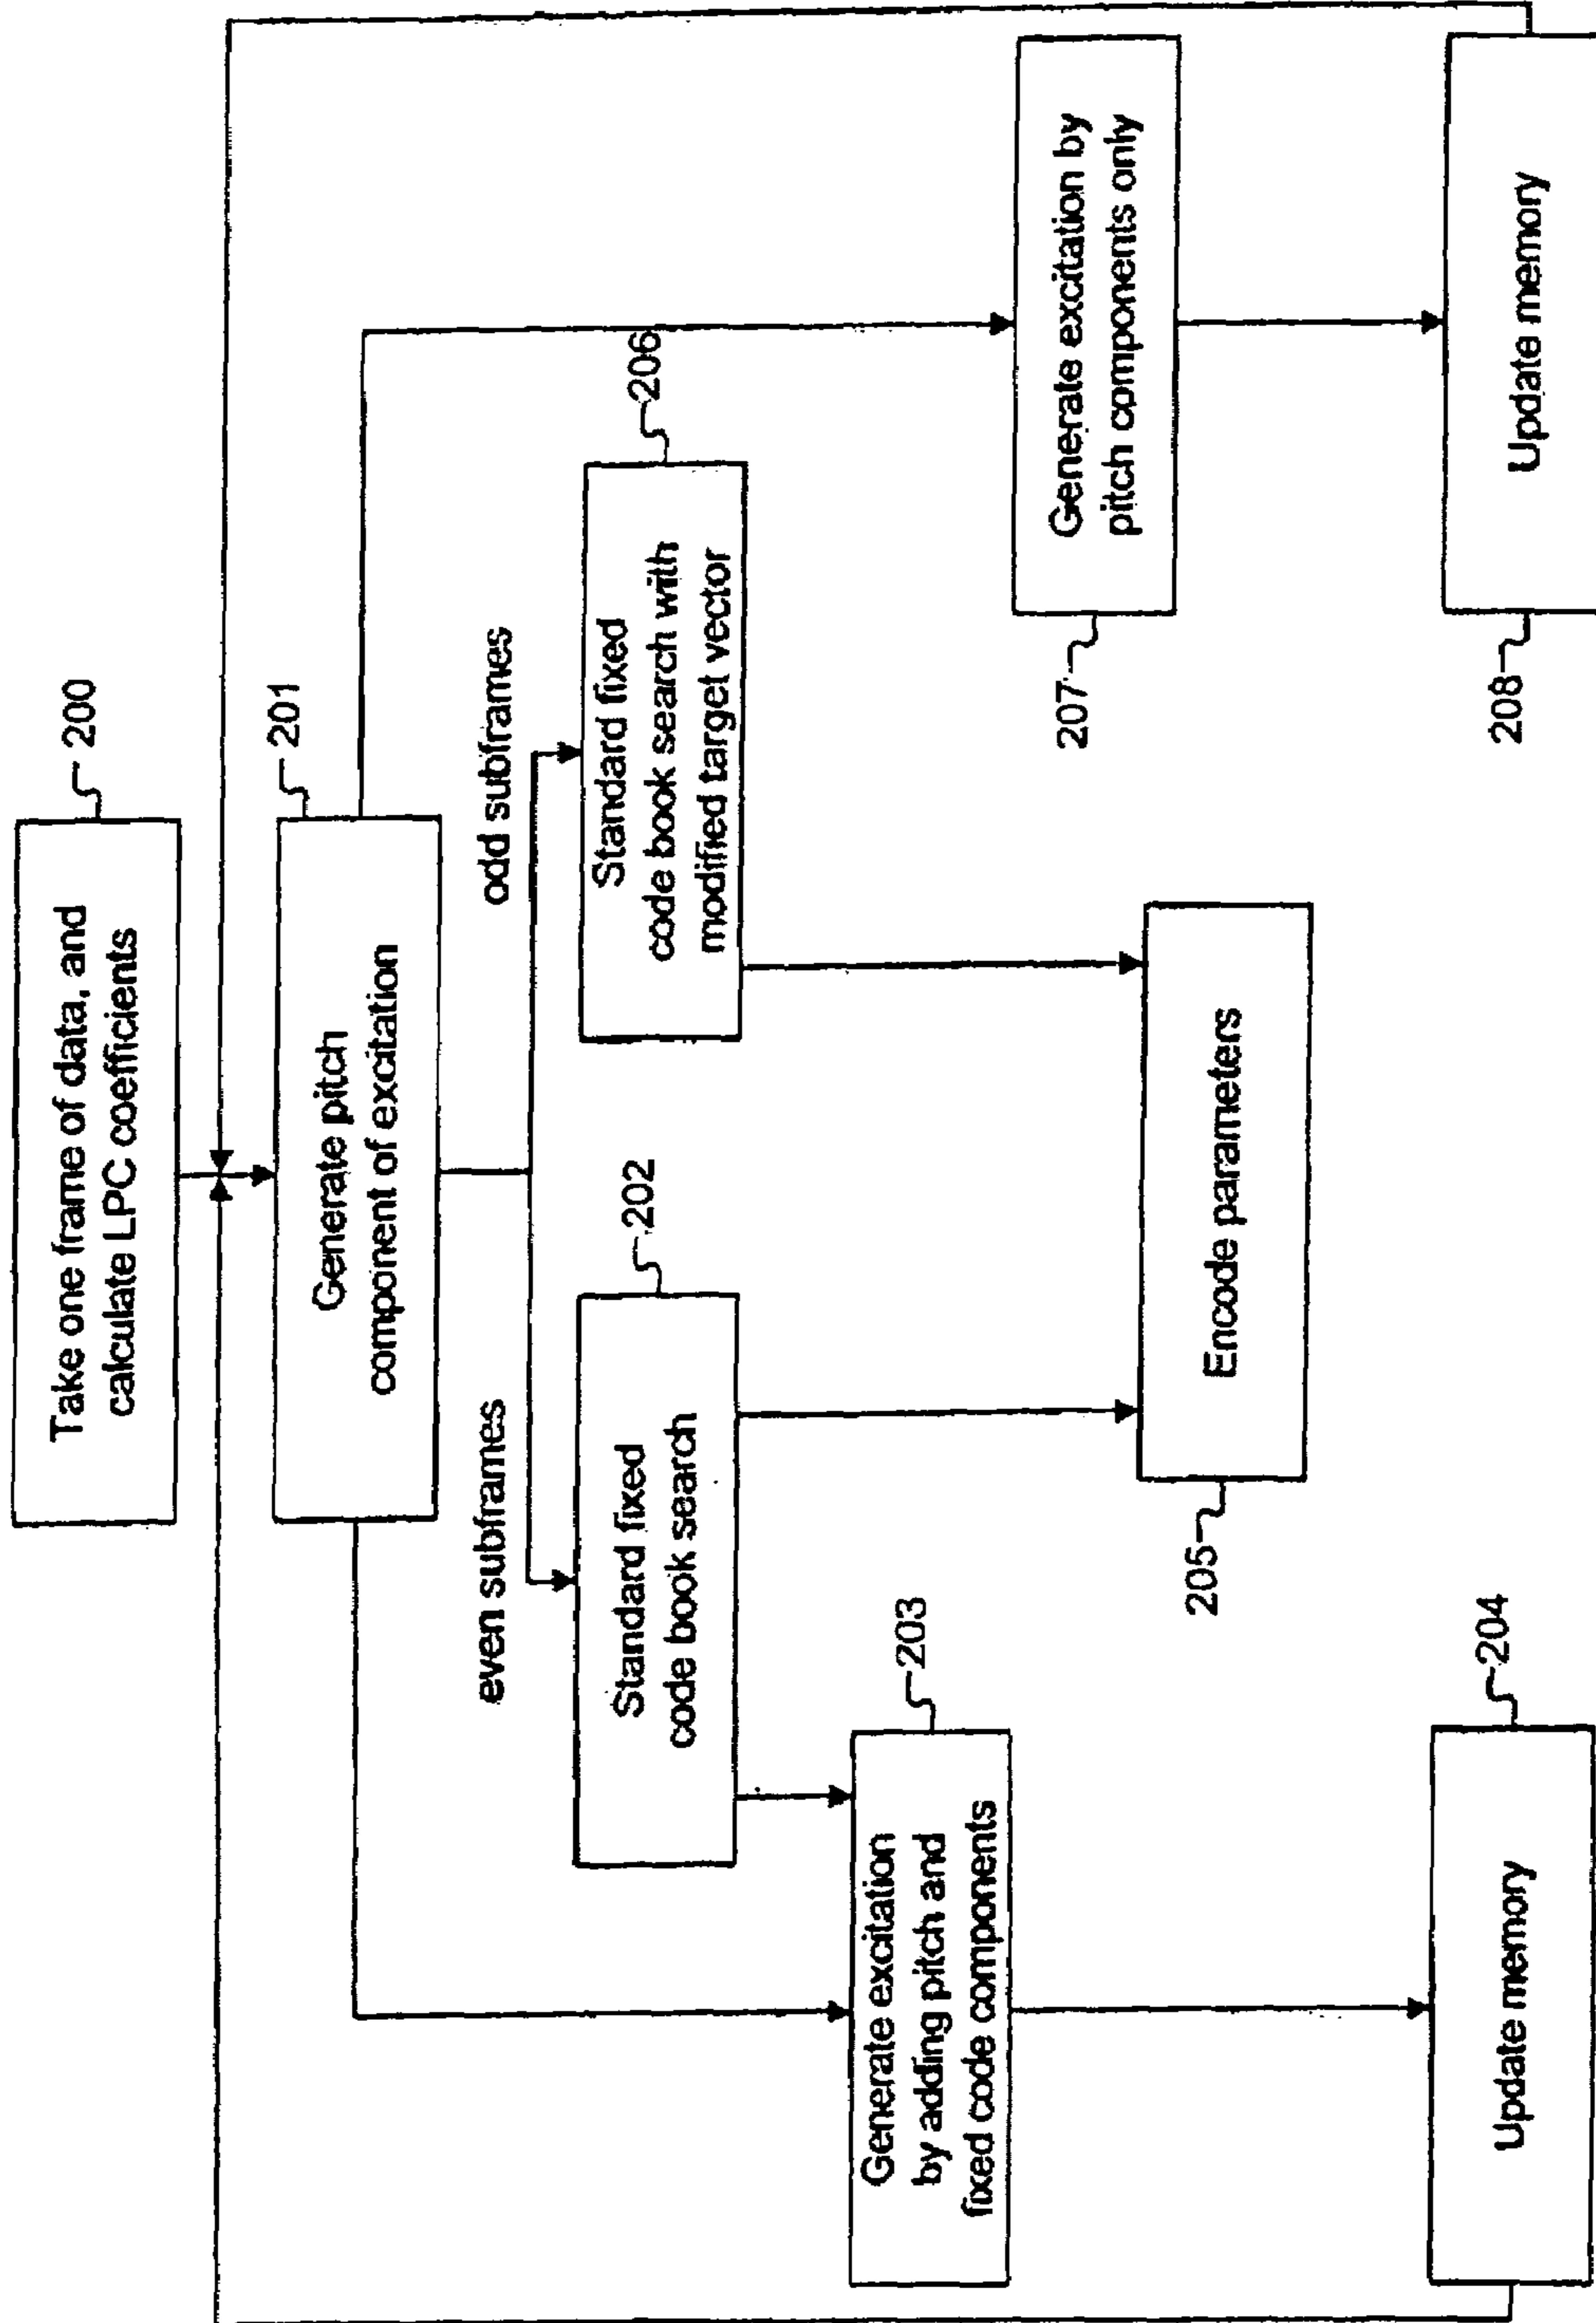 Take one frame of data, and
calculate LPC coefficients
200
Generate pitch
component of excitation
201
even subframes
odd subframes
Standard fixed
code book search
202
Standard fixed
code book search with
modified target vector
206
Generate excitation
by adding pitch and
fixed code components
203
Generate excitation by
pitch components only
207
Encode parameters
205
Update memory
204
Update memory
208